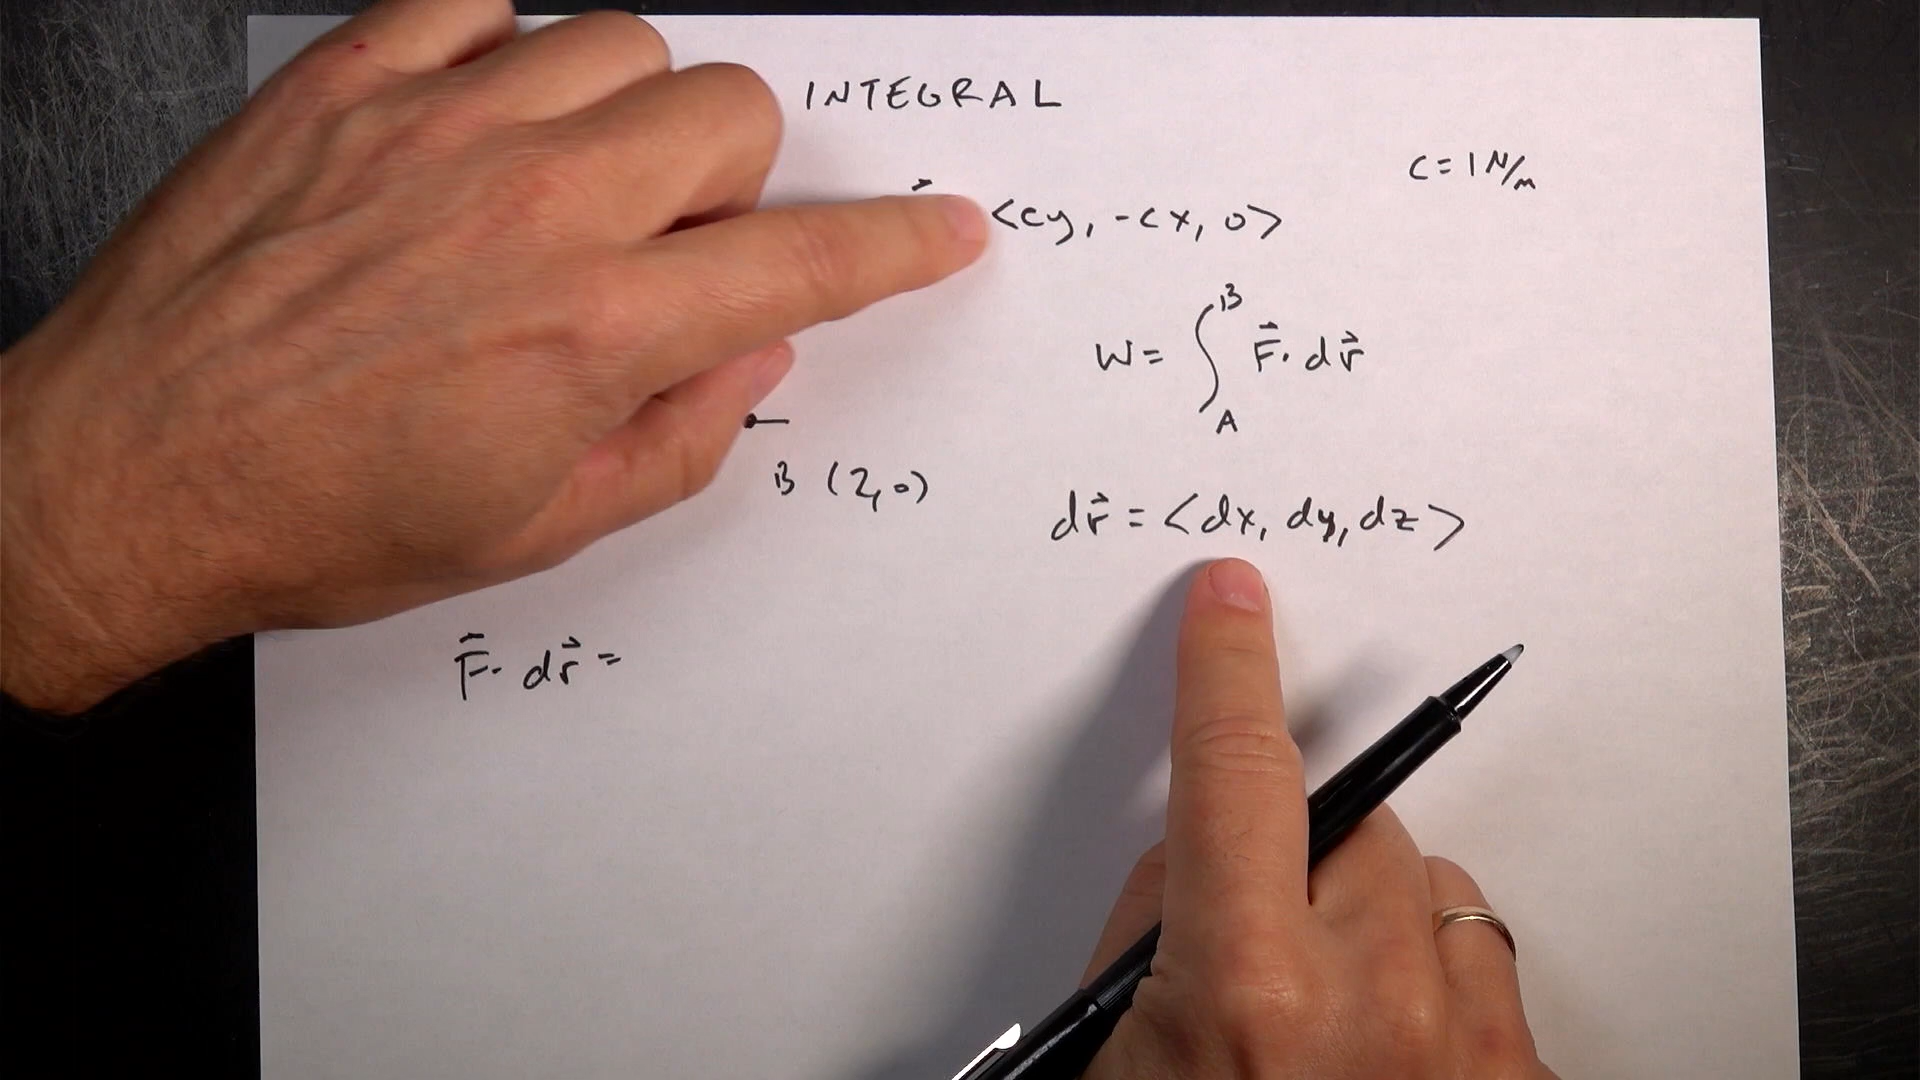 INTEGRAL
C = 1 N/m
<cy, -cx, 0>
W = ∫_A^B F⃗ · dr⃗
B (2,0)
dr⃗ = <dx, dy, dz>
F⃗ · dr⃗ =